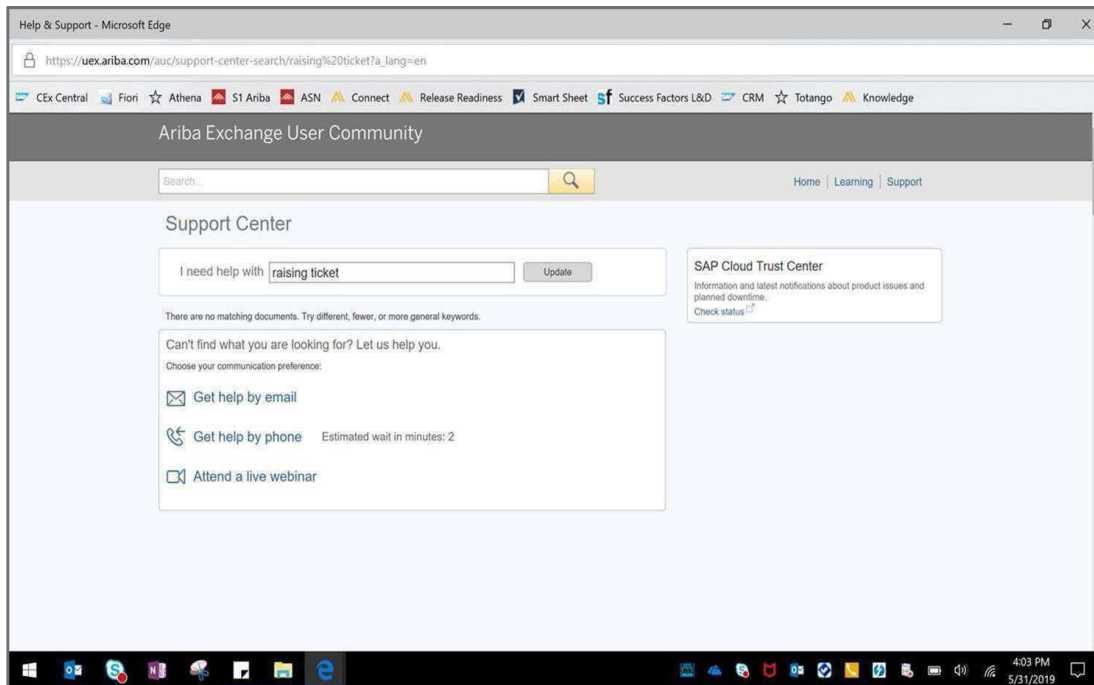 Help & Support - Microsoft Edge
https://uex.ariba.com/auc/support-center-search/raising%20ticket?a_lang=en
CEx Central Fiori Athena S1 Ariba ASN Connect Release Readiness Smart Sheet Success Factors L&D CRM Totango Knowledge
Ariba Exchange User Community
Search...
Home | Learning | Support
Support Center
I need help with raising ticket Update
There are no matching documents. Try different, fewer, or more general keywords.
Can't find what you are looking for? Let us help you.
Choose your communication preference:
Get help by email
Get help by phone Estimated wait in minutes: 2
Attend a live webinar
SAP Cloud Trust Center
Information and latest notifications about product issues and
planned downtime.
Check status
4:03 PM
5/31/2019